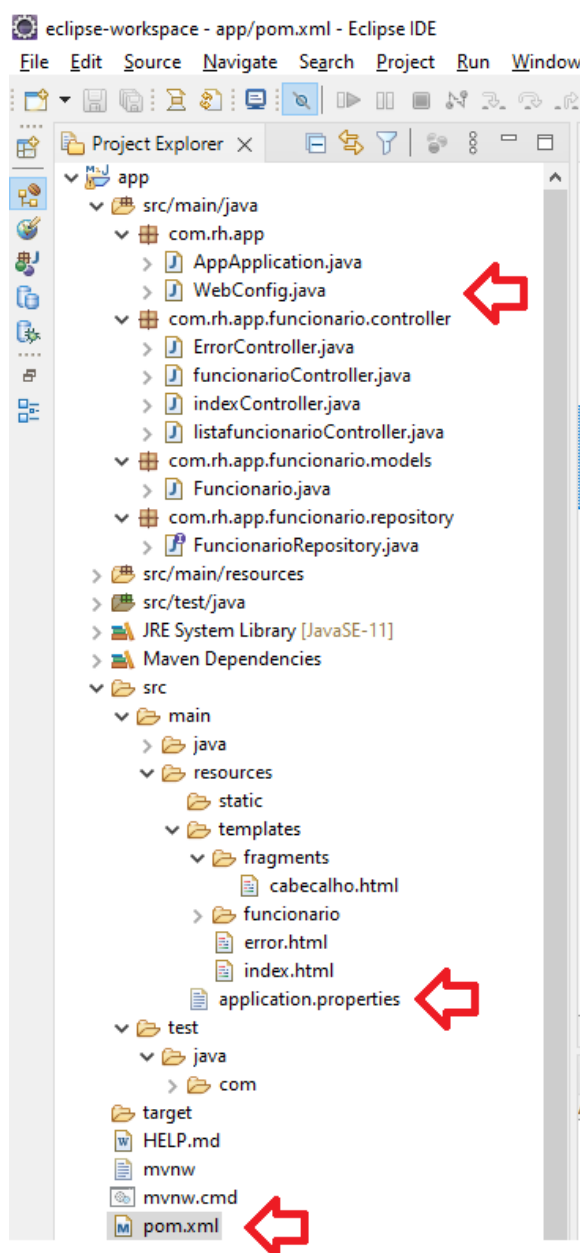 eclipse-workspace - app/pom.xml - Eclipse IDE
File Edit Source Navigate Search Project Run Window
Project Explorer
app
src/main/java
com.rh.app
AppApplication.java
WebConfig.java
com.rh.app.funcionario.controller
ErrorController.java
funcionarioController.java
indexController.java
listafuncionarioController.java
com.rh.app.funcionario.models
Funcionario.java
com.rh.app.funcionario.repository
FuncionarioRepository.java
src/main/resources
src/test/java
JRE System Library [JavaSE-11]
Maven Dependencies
src
main
java
resources
static
templates
fragments
cabecalho.html
funcionario
error.html
index.html
application.properties
test
java
com
target
HELP.md
mvnw
mvnw.cmd
pom.xml